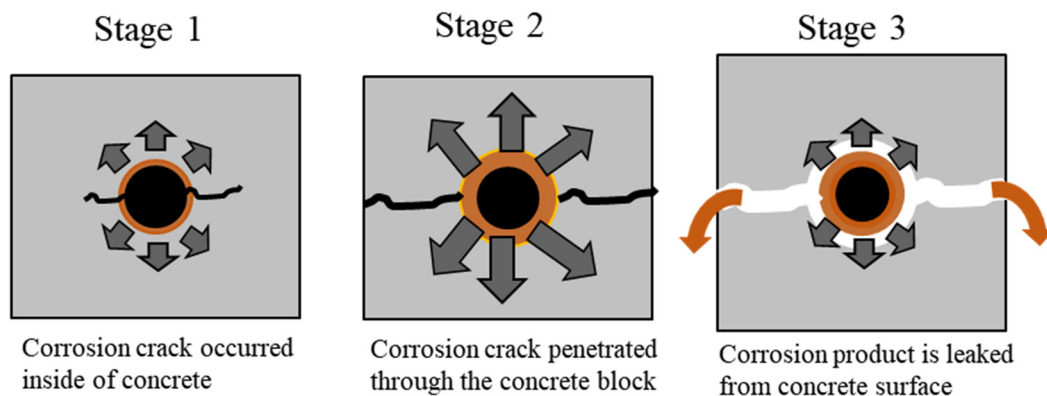 Stage 1
Stage 2
Stage 3
Corrosion crack occurred
inside of concrete
Corrosion crack penetrated
through the concrete block
Corrosion product is leaked
from concrete surface